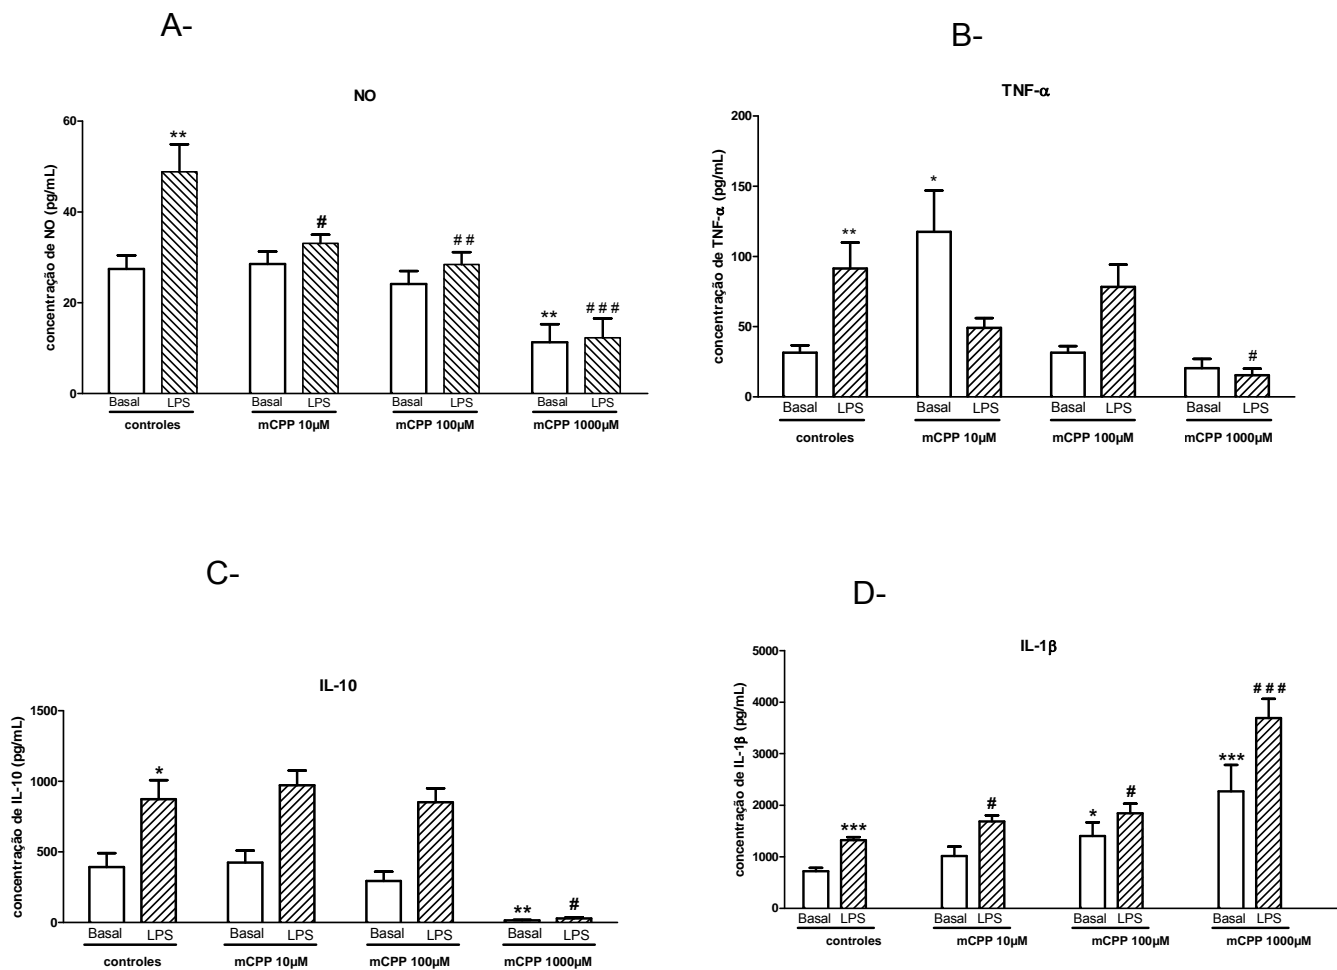 A-
NO
concentração de NO (pg/mL)
60
40
20
0
**
#
##
**
###
Basal LPS Basal LPS Basal LPS Basal LPS
controles mCPP 10µM mCPP 100µM mCPP 1000µM
B-
TNF-α
concentração de TNF-α (pg/mL)
200
150
100
50
0
**
*
#
Basal LPS Basal LPS Basal LPS Basal LPS
controles mCPP 10µM mCPP 100µM mCPP 1000µM
C-
IL-10
concentração de IL-10 (pg/mL)
1500
1000
500
0
*
**
#
Basal LPS Basal LPS Basal LPS Basal LPS
controles mCPP 10µM mCPP 100µM mCPP 1000µM
D-
IL-1β
concentração de IL-1β (pg/mL)
5000
4000
3000
2000
1000
0
***
#
*
#
***
###
Basal LPS Basal LPS Basal LPS Basal LPS
controles mCPP 10µM mCPP 100µM mCPP 1000µM